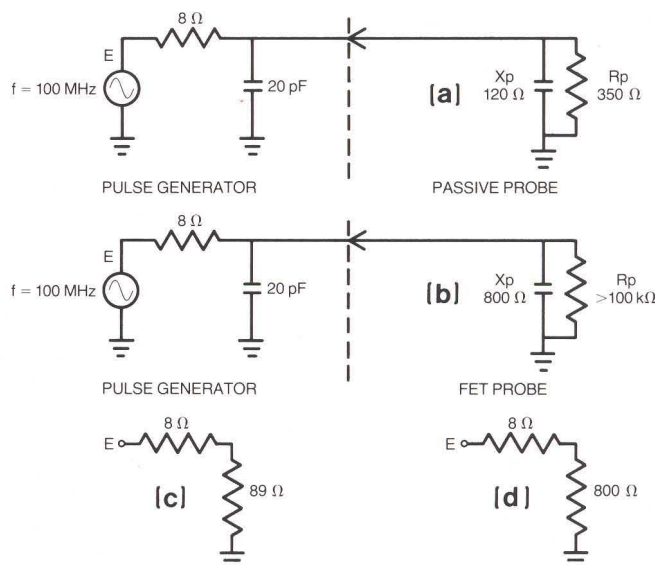 8 Ω
E
f = 100 MHz
20 pF
[a]
Xp
120 Ω
Rp
350 Ω
PULSE GENERATOR
PASSIVE PROBE
8 Ω
E
f = 100 MHz
20 pF
[b]
Xp
800 Ω
Rp
>100 kΩ
PULSE GENERATOR
FET PROBE
8 Ω
E
[c]
89 Ω
8 Ω
E
[d]
800 Ω